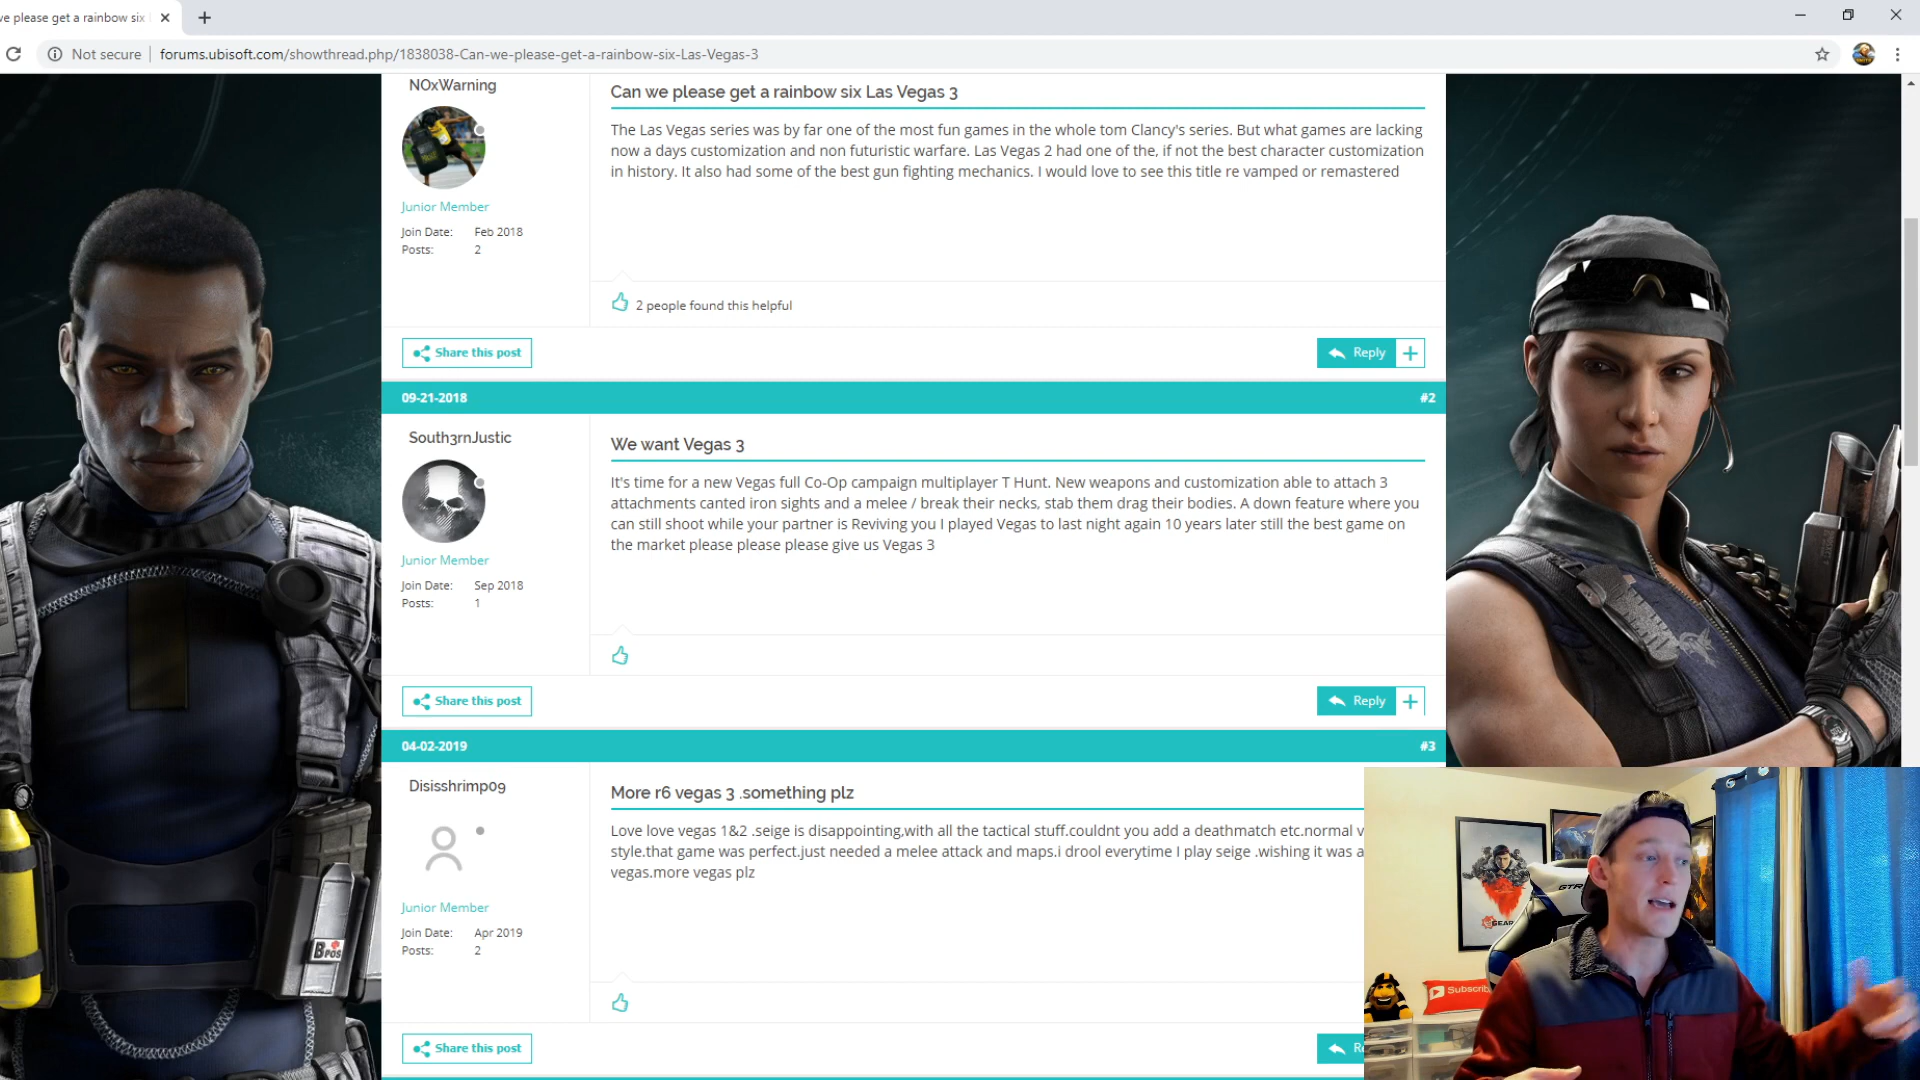 ve please get a rainbow six
Not secure
forums.ubisoft.com/showthread.php/1838038-Can-we-please-get-a-rainbow-six-Las-Vegas-3
NOxWarning
Junior Member
Join Date: Feb 2018
Posts: 2
Can we please get a rainbow six Las Vegas 3
The Las Vegas series was by far one of the most fun games in the whole tom Clancy's series. But what games are lacking
now a days customization and non futuristic warfare. Las Vegas 2 had one of the, if not the best character customization
in history. It also had some of the best gun fighting mechanics. I would love to see this title re vamped or remastered
2 people found this helpful
Share this post
Reply
09-21-2018
#2
South3rnJustic
Junior Member
Join Date: Sep 2018
Posts: 1
We want Vegas 3
It's time for a new Vegas full Co-Op campaign multiplayer T Hunt. New weapons and customization able to attach 3
attachments canted iron sights and a melee / break their necks, stab them drag their bodies. A down feature where you
can still shoot while your partner is Reviving you I played Vegas to last night again 10 years later still the best game on
the market please please please give us Vegas 3
Share this post
Reply
04-02-2019
#3
Disisshrimp09
Junior Member
Join Date: Apr 2019
Posts: 2
More r6 vegas 3 .something plz
Love love vegas 1&2 .seige is disappointing,with all the tactical stuff.couldnt you add a deathmatch etc.normal v
style.that game was perfect.just needed a melee attack and maps.i drool everytime I play seige .wishing it was a
vegas.more vegas plz
Share this post
Re
BPOS
GTR
GEAR
Subscrib